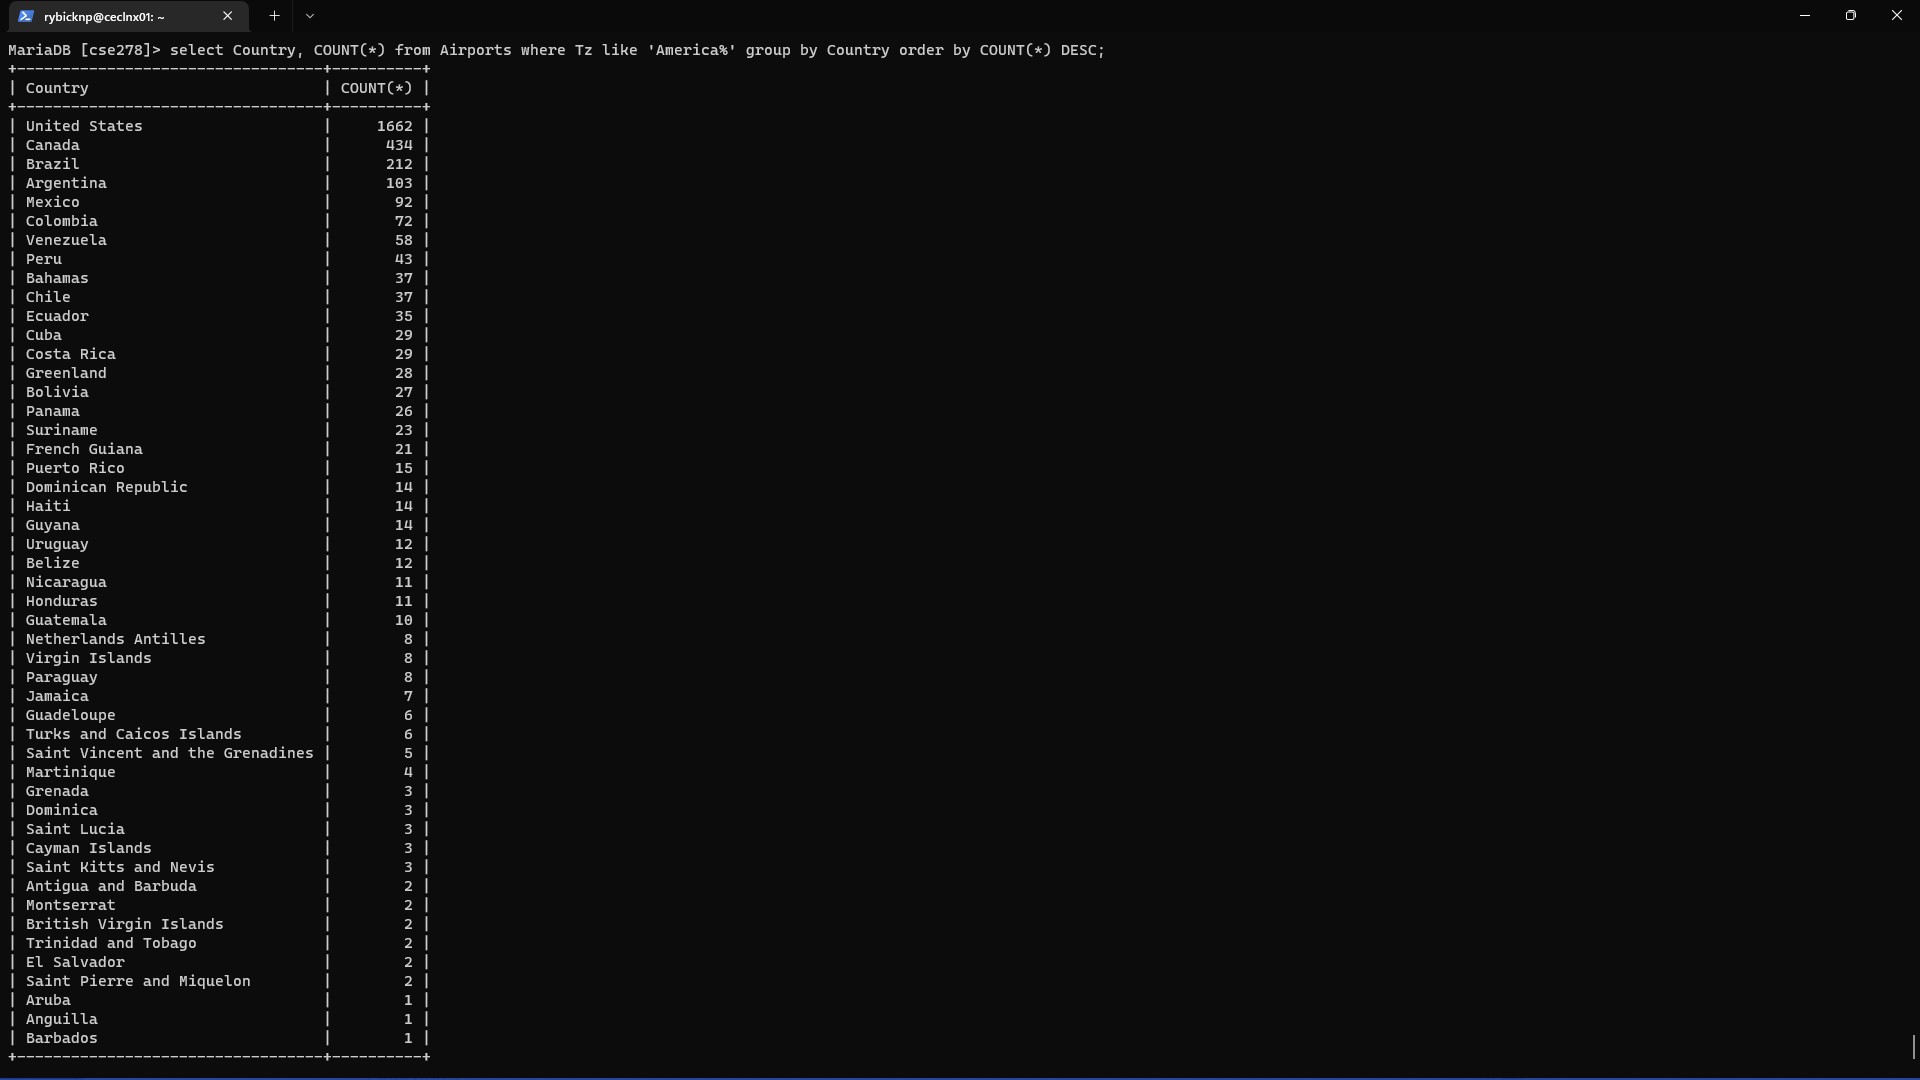 rybicknp@ceclnx01: ~
MariaDB [cse278]> select Country, COUNT(*) from Airports where Tz like 'America%' group by Country order by COUNT(*) DESC;
+----------------------------------+----------+
| Country                          | COUNT(*) |
+----------------------------------+----------+
| United States                    |     1662 |
| Canada                           |      434 |
| Brazil                           |      212 |
| Argentina                        |      103 |
| Mexico                           |       92 |
| Colombia                         |       72 |
| Venezuela                        |       58 |
| Peru                             |       43 |
| Bahamas                          |       37 |
| Chile                            |       37 |
| Ecuador                          |       35 |
| Cuba                             |       29 |
| Costa Rica                       |       29 |
| Greenland                        |       28 |
| Bolivia                          |       27 |
| Panama                           |       26 |
| Suriname                         |       23 |
| French Guiana                    |       21 |
| Puerto Rico                      |       15 |
| Dominican Republic               |       14 |
| Haiti                            |       14 |
| Guyana                           |       14 |
| Uruguay                          |       12 |
| Belize                           |       12 |
| Nicaragua                        |       11 |
| Honduras                         |       11 |
| Guatemala                        |       10 |
| Netherlands Antilles             |        8 |
| Virgin Islands                   |        8 |
| Paraguay                         |        8 |
| Jamaica                          |        7 |
| Guadeloupe                       |        6 |
| Turks and Caicos Islands         |        6 |
| Saint Vincent and the Grenadines |        5 |
| Martinique                       |        4 |
| Grenada                          |        3 |
| Dominica                         |        3 |
| Saint Lucia                      |        3 |
| Cayman Islands                   |        3 |
| Saint Kitts and Nevis            |        3 |
| Antigua and Barbuda              |        2 |
| Montserrat                       |        2 |
| British Virgin Islands           |        2 |
| Trinidad and Tobago              |        2 |
| El Salvador                      |        2 |
| Saint Pierre and Miquelon        |        2 |
| Aruba                            |        1 |
| Anguilla                         |        1 |
| Barbados                         |        1 |
+----------------------------------+----------+